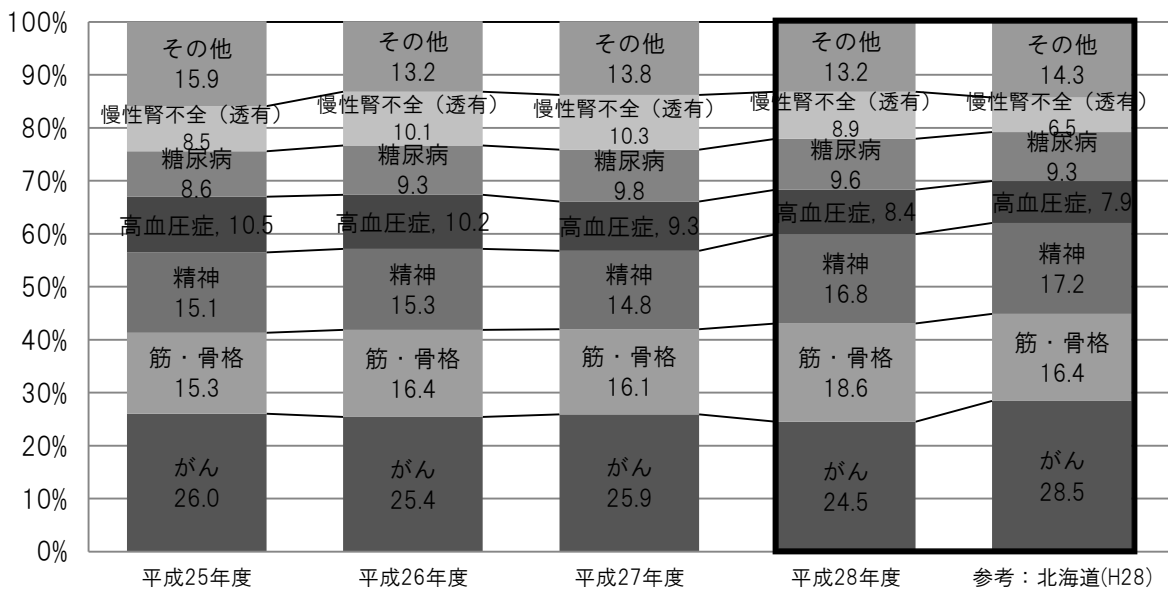 100%
90%
80%
70%
60%
50%
40%
30%
20%
10%
0%
その他
15.9
慢性腎不全（透有）
8.5
糖尿病
8.6
高血圧症, 10.5
精神
15.1
筋・骨格
15.3
がん
26.0
平成25年度
その他
13.2
慢性腎不全（透有）
10.1
糖尿病
9.3
高血圧症, 10.2
精神
15.3
筋・骨格
16.4
がん
25.4
平成26年度
その他
13.8
慢性腎不全（透有）
10.3
糖尿病
9.8
高血圧症, 9.3
精神
14.8
筋・骨格
16.1
がん
25.9
平成27年度
その他
13.2
慢性腎不全（透有）
8.9
糖尿病
9.6
高血圧症, 8.4
精神
16.8
筋・骨格
18.6
がん
24.5
平成28年度
その他
14.3
慢性腎不全（透有）
6.5
糖尿病
9.3
高血圧症, 7.9
精神
17.2
筋・骨格
16.4
がん
28.5
参考：北海道(H28)